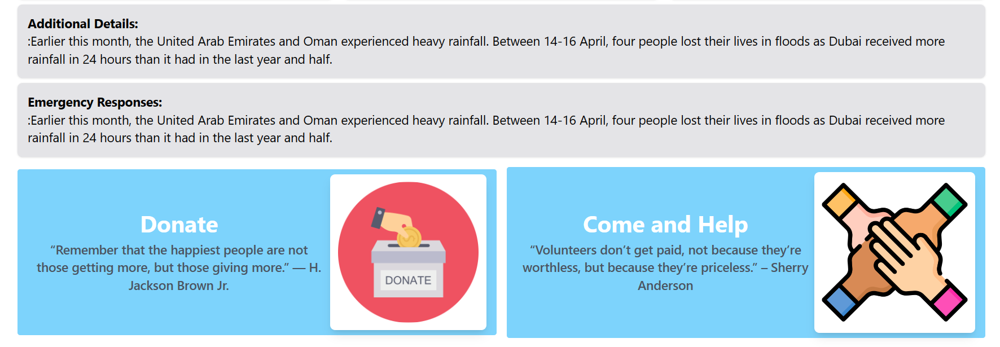 Additional Details:
:Earlier this month, the United Arab Emirates and Oman experienced heavy rainfall. Between 14-16 April, four people lost their lives in floods as Dubai received more
rainfall in 24 hours than it had in the last year and half.
Emergency Responses:
:Earlier this month, the United Arab Emirates and Oman experienced heavy rainfall. Between 14-16 April, four people lost their lives in floods as Dubai received more
rainfall in 24 hours than it had in the last year and half.
Donate
“Remember that the happiest people are not
those getting more, but those giving more.” — H.
Jackson Brown Jr.
DONATE
Come and Help
“Volunteers don’t get paid, not because they’re
worthless, but because they’re priceless.” – Sherry
Anderson